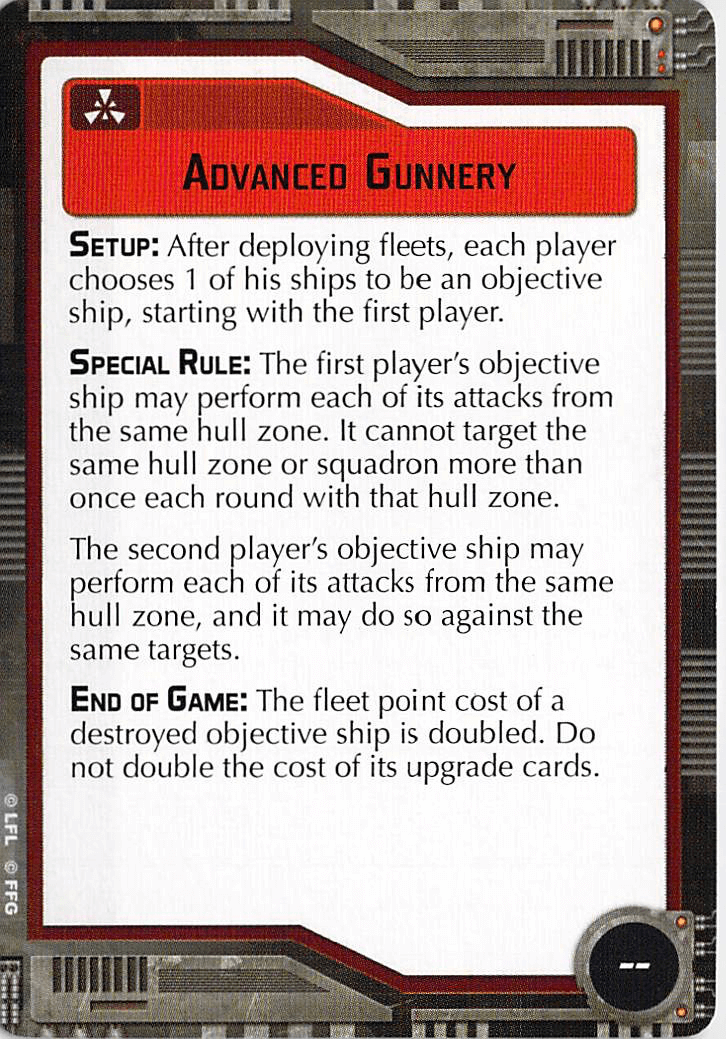 Advanced Gunnery
Setup: After deploying fleets, each player
chooses 1 of his ships to be an objective
ship, starting with the first player.
Special Rule: The first player's objective
ship may perform each of its attacks from
the same hull zone. It cannot target the
same hull zone or squadron more than
once each round with that hull zone.
The second player's objective ship may
perform each of its attacks from the same
hull zone, and it may do so against the
same targets.
End of Game: The fleet point cost of a
destroyed objective ship is doubled. Do
not double the cost of its upgrade cards.
© LFL © FFG
--